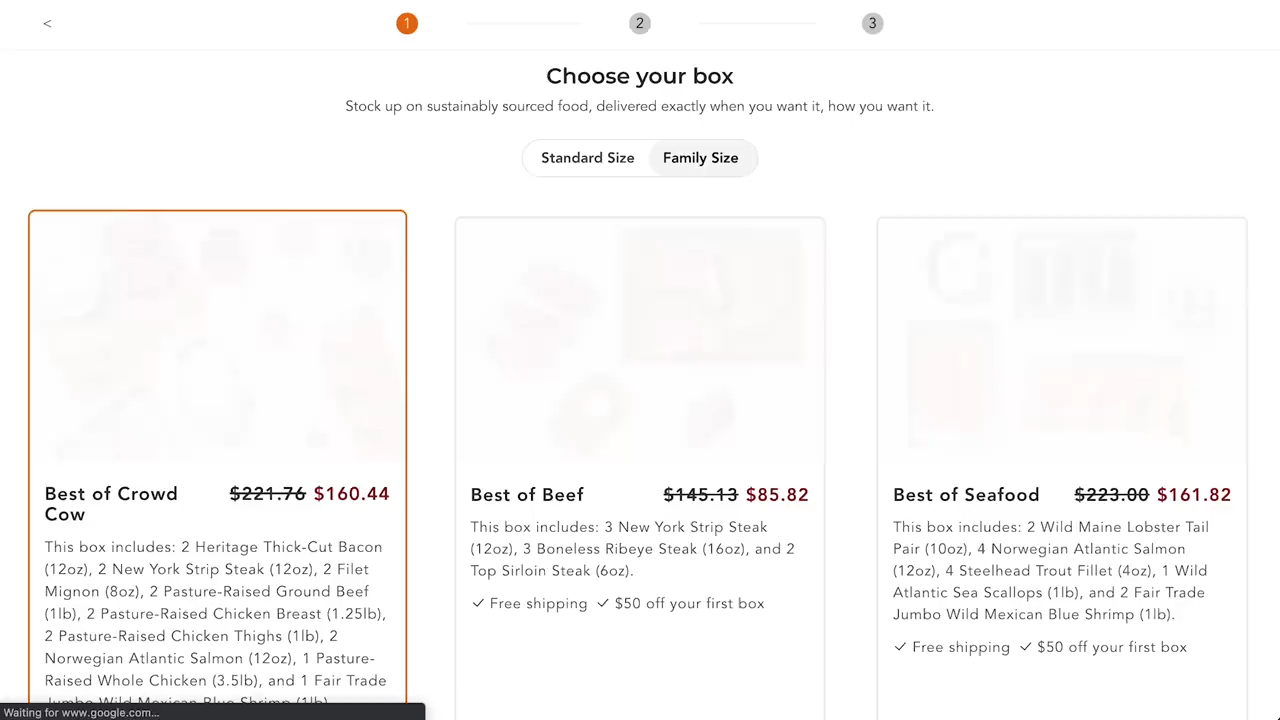 <
1
2
3
Choose your box
Stock up on sustainably sourced food, delivered exactly when you want it, how you want it.
Standard Size
Family Size
Best of Crowd Cow
$221.76 $160.44
This box includes: 2 Heritage Thick-Cut Bacon
(12oz), 2 New York Strip Steak (12oz), 2 Filet
Mignon (8oz), 2 Pasture-Raised Ground Beef
(1lb), 2 Pasture-Raised Chicken Breast (1.25lb),
2 Pasture-Raised Chicken Thighs (1lb), 2
Norwegian Atlantic Salmon (12oz), 1 Pasture-
Raised Whole Chicken (3.5lb), and 1 Fair Trade
Jumbo Wild Mexican Blue Shrimp (1lb).
Best of Beef
$145.13 $85.82
This box includes: 3 New York Strip Steak
(12oz), 3 Boneless Ribeye Steak (16oz), and 2
Top Sirloin Steak (6oz).
✓ Free shipping ✓ $50 off your first box
Best of Seafood
$223.00 $161.82
This box includes: 2 Wild Maine Lobster Tail
Pair (10oz), 4 Norwegian Atlantic Salmon
(12oz), 4 Steelhead Trout Fillet (4oz), 1 Wild
Atlantic Sea Scallops (1lb), and 2 Fair Trade
Jumbo Wild Mexican Blue Shrimp (1lb).
✓ Free shipping ✓ $50 off your first box
Waiting for www.google.com...